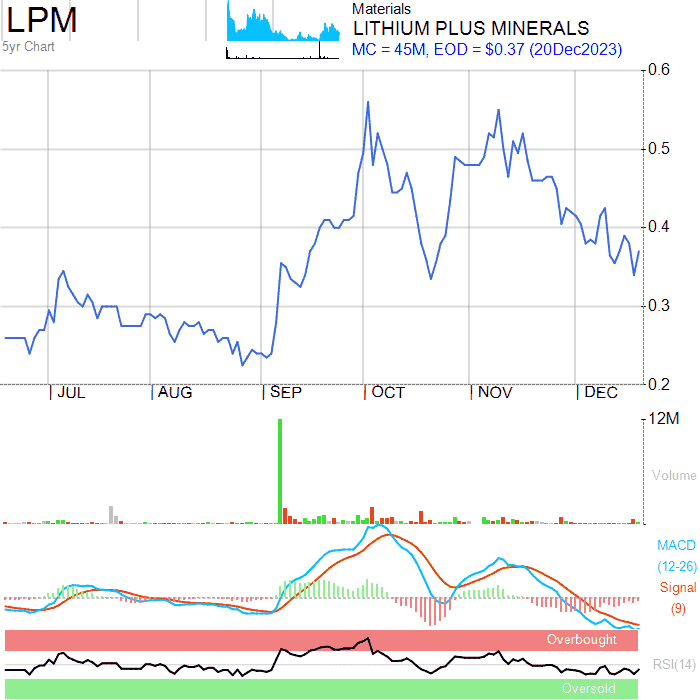 LPM
5yr Chart
Materials
LITHIUM PLUS MINERALS
MC = 45M, EOD = $0.37 (20Dec2023)
0.6
0.5
0.4
0.3
0.2
JUL AUG SEP OCT NOV DEC
12M
Volume
MACD
(12-26)
Signal
(9)
Overbought
RSI(14)
Oversold